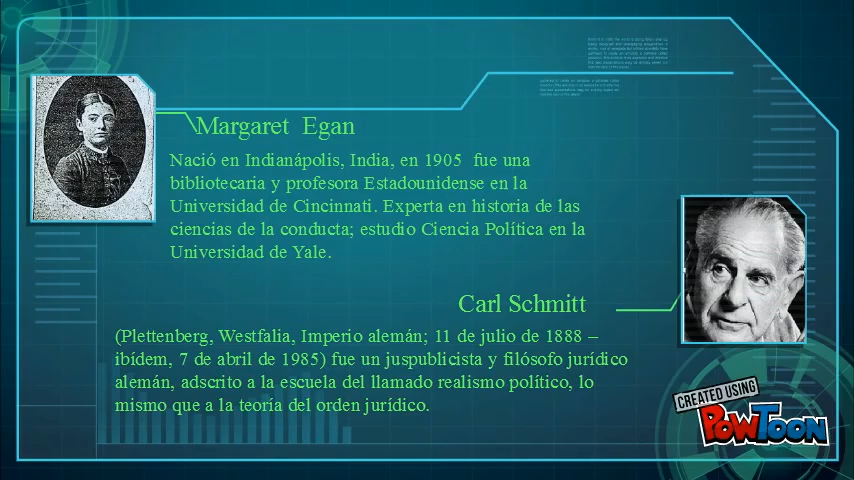 Margaret Egan
Nació en Indianápolis, India, en 1905 fue una
bibliotecaria y profesora Estadounidense en la
Universidad de Cincinnati. Experta en historia de las
ciencias de la conducta; estudio Ciencia Política en la
Universidad de Yale.
Carl Schmitt
(Plettenberg, Westfalia, Imperio alemán; 11 de julio de 1888 –
ibídem, 7 de abril de 1985) fue un juspublicista y filósofo jurídico
alemán, adscrito a la escuela del llamado realismo político, lo
mismo que a la teoría del orden jurídico.
CREATED USING
POWTOON